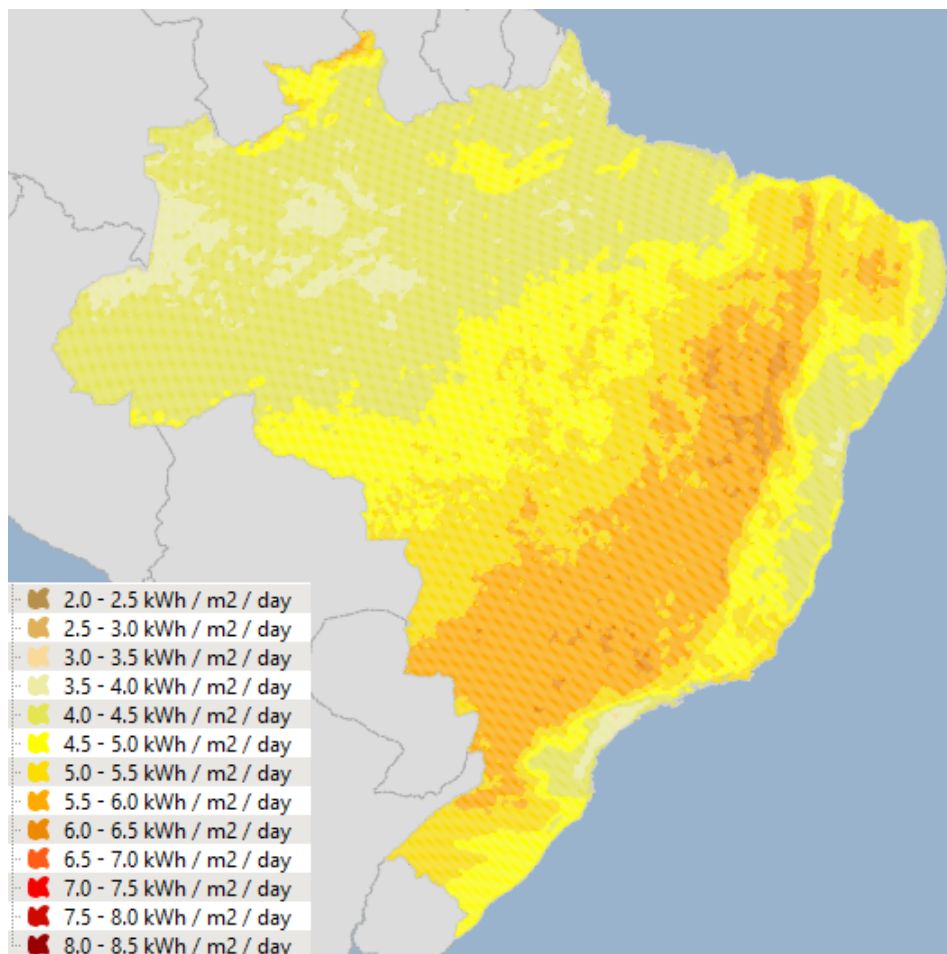 2.0 - 2.5 kWh / m2 / day
2.5 - 3.0 kWh / m2 / day
3.0 - 3.5 kWh / m2 / day
3.5 - 4.0 kWh / m2 / day
4.0 - 4.5 kWh / m2 / day
4.5 - 5.0 kWh / m2 / day
5.0 - 5.5 kWh / m2 / day
5.5 - 6.0 kWh / m2 / day
6.0 - 6.5 kWh / m2 / day
6.5 - 7.0 kWh / m2 / day
7.0 - 7.5 kWh / m2 / day
7.5 - 8.0 kWh / m2 / day
8.0 - 8.5 kWh / m2 / day